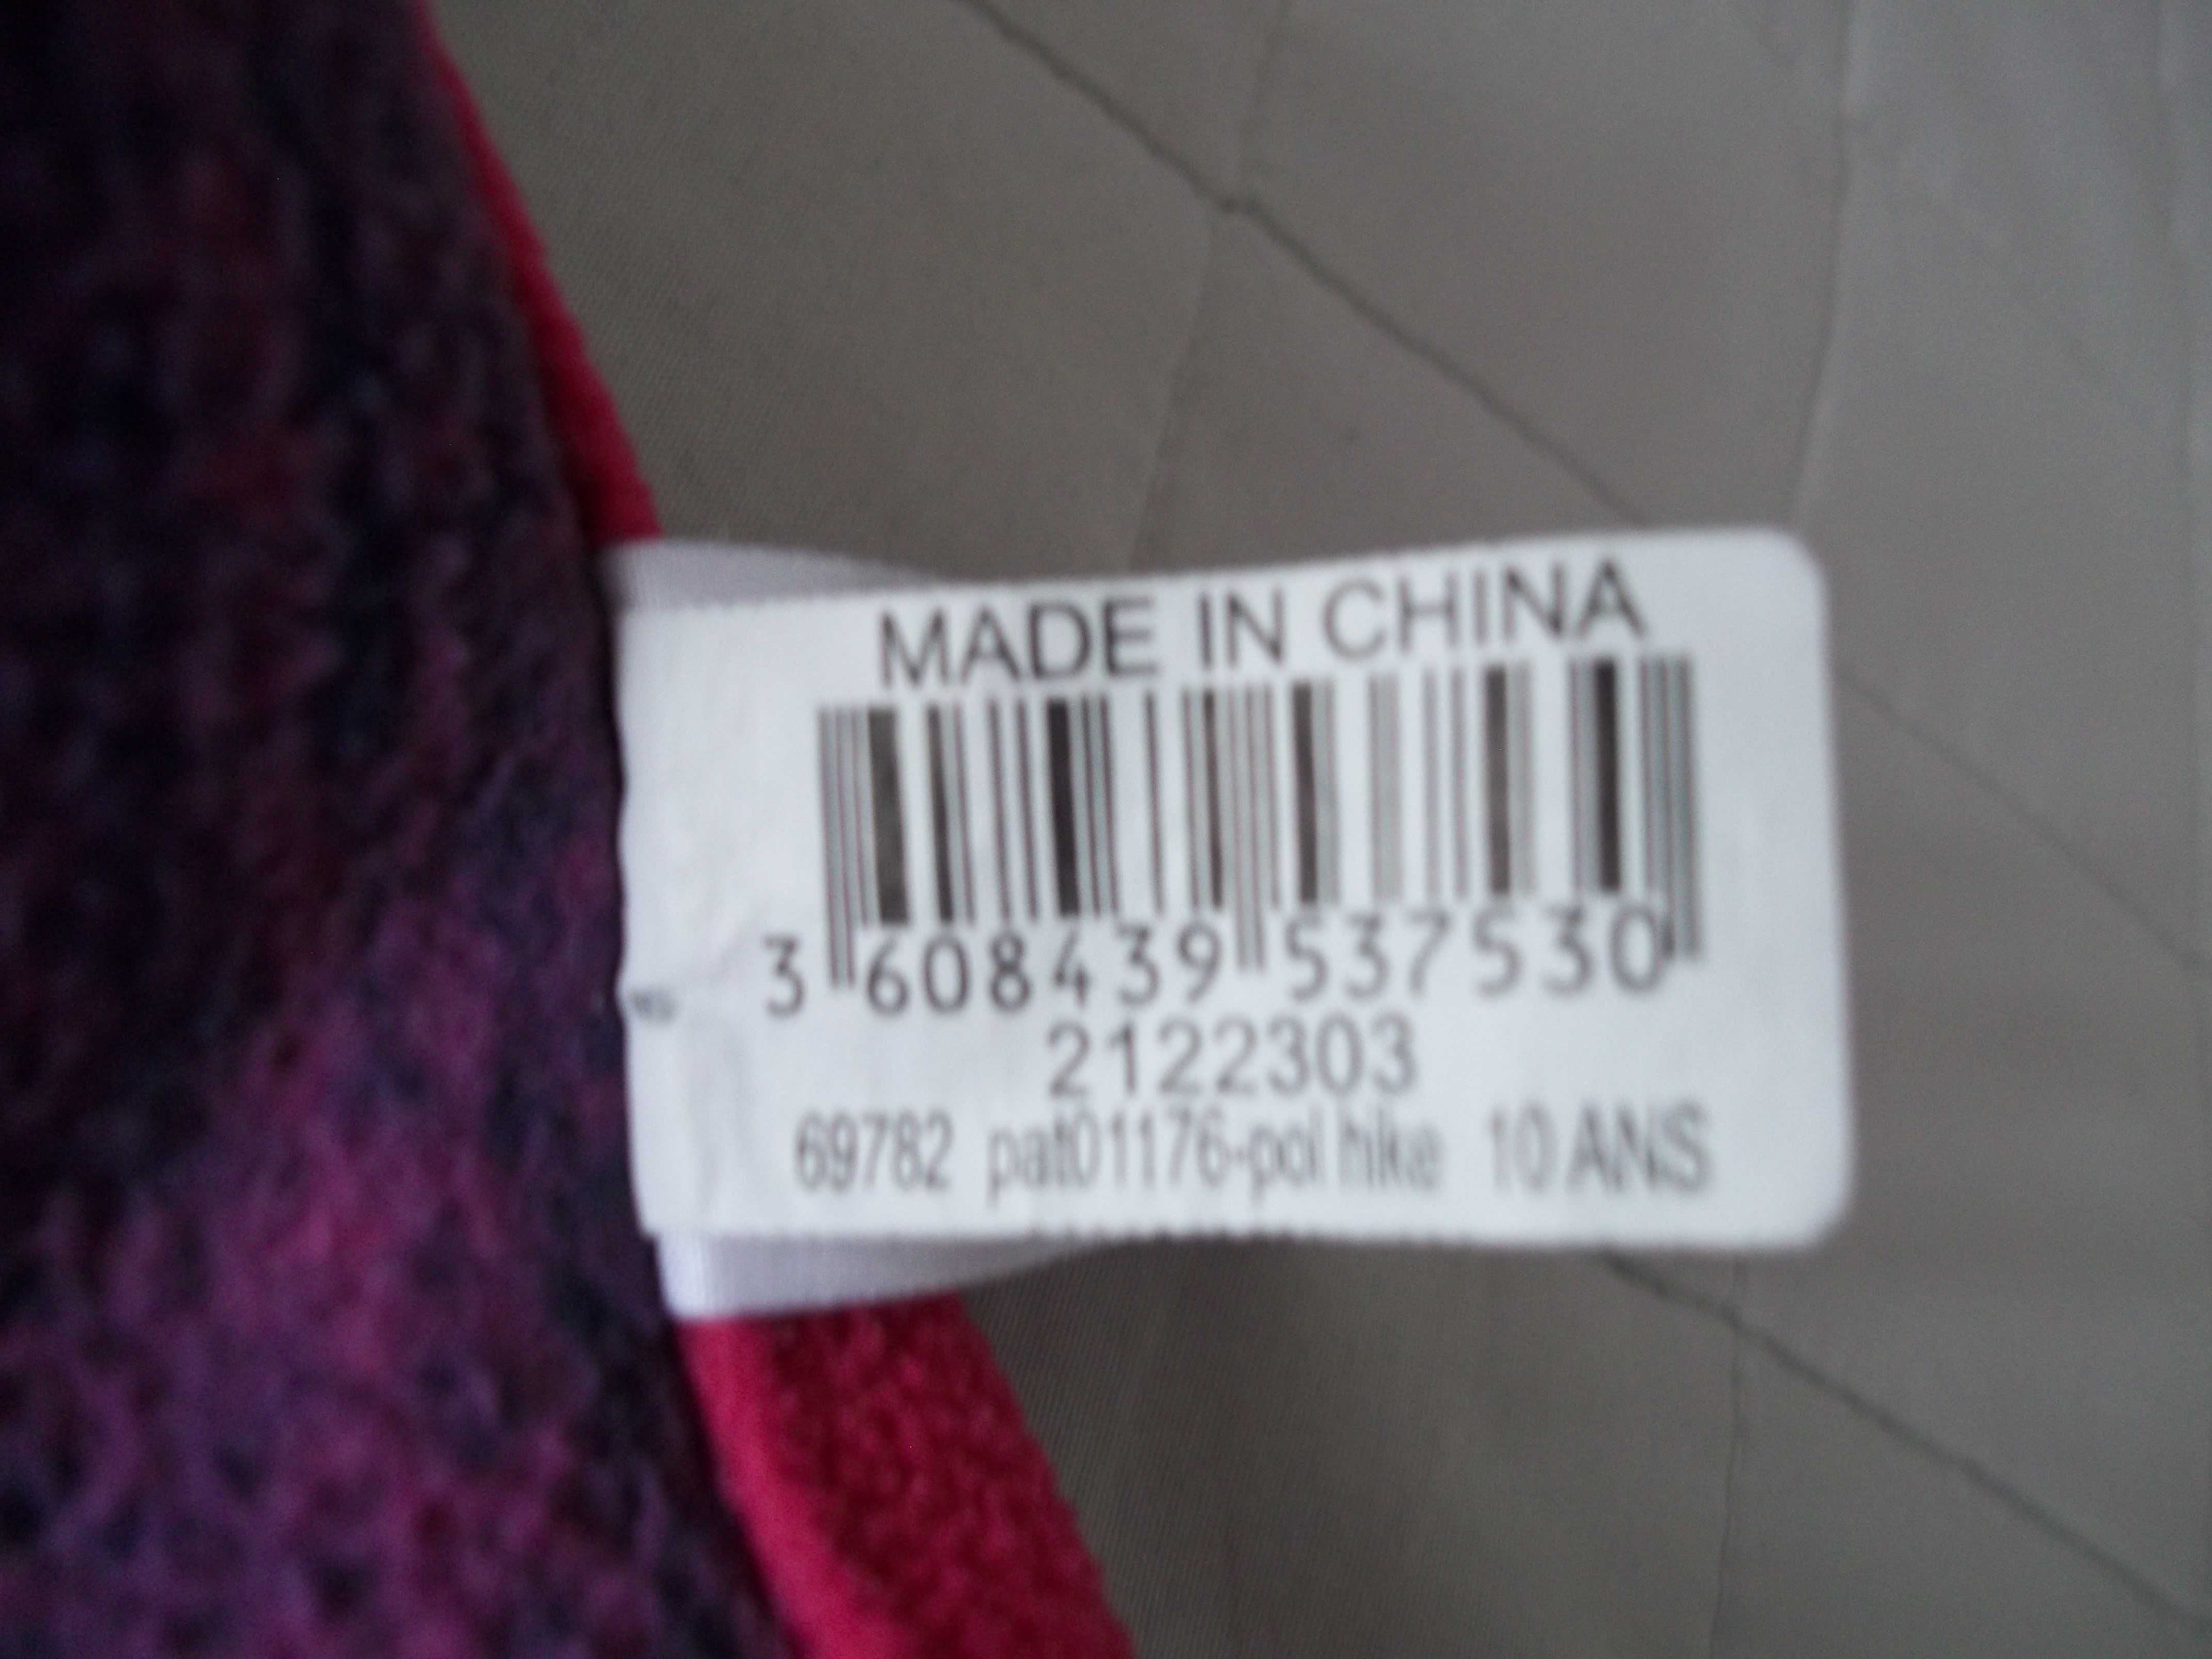 MADE IN CHINA
3 608439 537530
2122303
69782 pat01176-pol hike 10 ANS